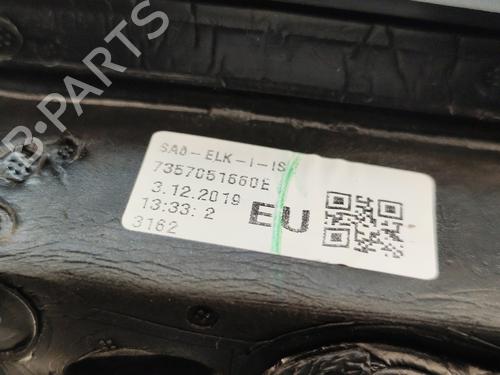 B-PARTS
SA0-ELK-I-IS
7357051660E
3.12.2019
13:33:2
3162
EU